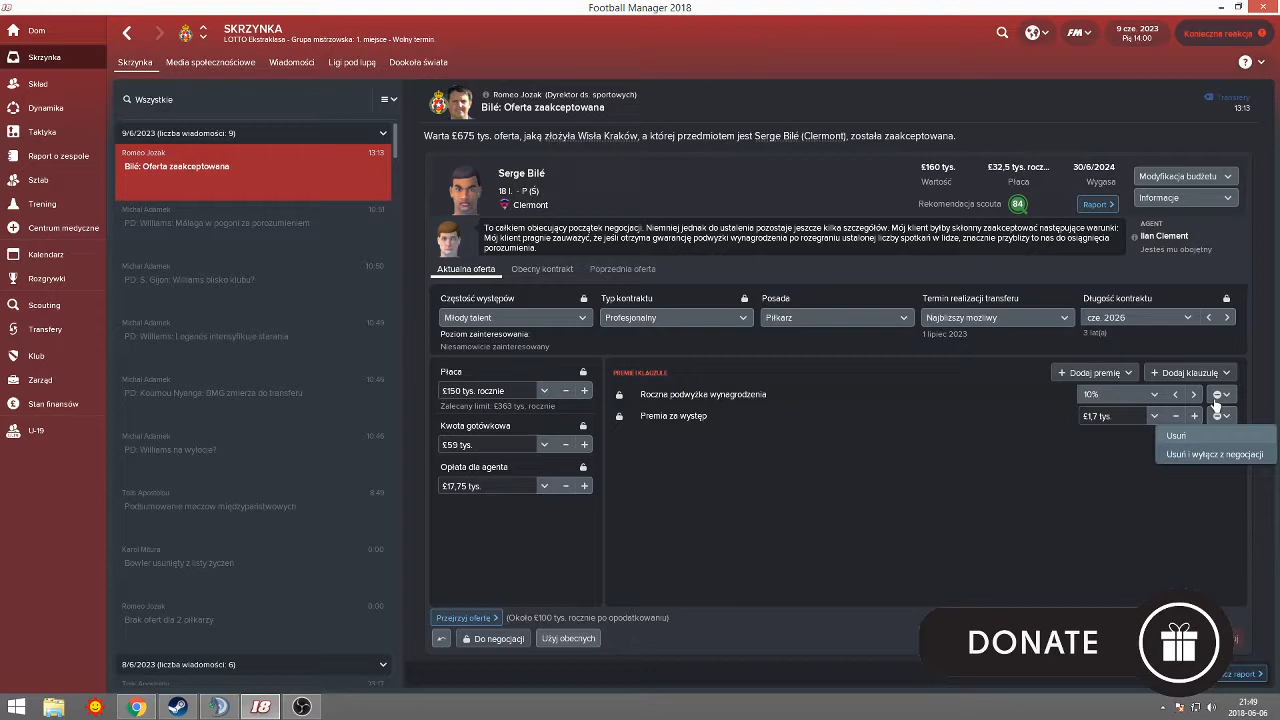 Football Manager 2018
Dom
SKRZYNKA
LOTTO Ekstraklasa - Grupa mistrzowska: 1. miejsce - Wolny termin.
FM
9 cze. 2023
Pią 14:00
Konieczna reakcja
Skrzynka
Skrzynka
Media społecznościowe
Wiadomości
Ligi pod lupą
Dookoła świata
Skład
Dynamika
Taktyka
Raport o zespole
Sztab
Trening
Centrum medyczne
Kalendarz
Rozgrywki
Scouting
Transfery
Klub
Zarząd
Stan finansów
U-19
Wszystkie
9/6/2023 (liczba wiadomości: 9)
Romeo Jozak 13:13
Bilé: Oferta zaakceptowana
Michał Adamek 10:51
PD: Williams: Málaga w pogoni za porozumieniem
Michał Adamek 10:50
PD: S. Gijon: Williams blisko klubu?
Michał Adamek 10:49
PD: Williams: Leganés intensyfikuje starania
Michał Adamek 10:46
PD: Koumou Nyanga: BMG zmierza do transferu
Michał Adamek 10:46
PD: Williams na wylocie?
Tolis Apostolou 8:49
Podsumowanie meczów międzypaństwowych
Karol Mitura 0:00
Bowler usunięty z listy życzeń
Romeo Jozak 0:00
Brak ofert dla 2 piłkarzy
8/6/2023 (liczba wiadomości: 6)
Romeo Jozak (Dyrektor ds. sportowych)
Bilé: Oferta zaakceptowana
Transfery
13:13
Warta £675 tys. oferta, jaką złożyła Wisła Kraków, a której przedmiotem jest Serge Bilé (Clermont), została zaakceptowana.
Serge Bilé
18 l. - P (Ś)
Clermont
£160 tys.
Wartość
£32,5 tys. rocz...
Płaca
30/6/2024
Wygasa
Rekomendacja scouta 84
Raport
Modyfikacja budżetu
Informacje
To całkiem obiecujący początek negocjacji. Niemniej jednak do ustalenia pozostaje jeszcze kilka szczegółów. Mój klient byłby skłonny zaakceptować następujące warunki:
Mój klient pragnie zauważyć, że jeśli otrzyma gwarancję podwyżki wynagrodzenia po rozegraniu ustalonej liczby spotkań w lidze, znacznie przybliży to nas do osiągnięcia
porozumienia.
AGENT
Ilan Clement
Jesteś mu obojętny
Aktualna oferta
Obecny kontrakt
Poprzednia oferta
Częstość występów
Typ kontraktu
Posada
Termin realizacji transferu
Długość kontraktu
Młody talent
Profesjonalny
Piłkarz
Najbliższy możliwy
cze. 2026
Poziom zainteresowania:
Niesamowicie zainteresowany
1 lipiec 2023
3 lat(a)
Płaca
£150 tys. rocznie
Zalecany limit: £363 tys. rocznie
Kwota gotówkowa
£59 tys.
Opłata dla agenta
£17,75 tys.
PREMIE I KLAUZULE
Dodaj premię
Dodaj klauzulę
Roczna podwyżka wynagrodzenia
10%
Premia za występ
£1,7 tys.
Usuń
Usuń i wyłącz z negocjacji
Przejrzyj ofertę
(Około £100 tys. rocznie po opodatkowaniu)
Do negocjacji
Użyj obecnych
DONATE
raport
18
21:49
2018-06-06